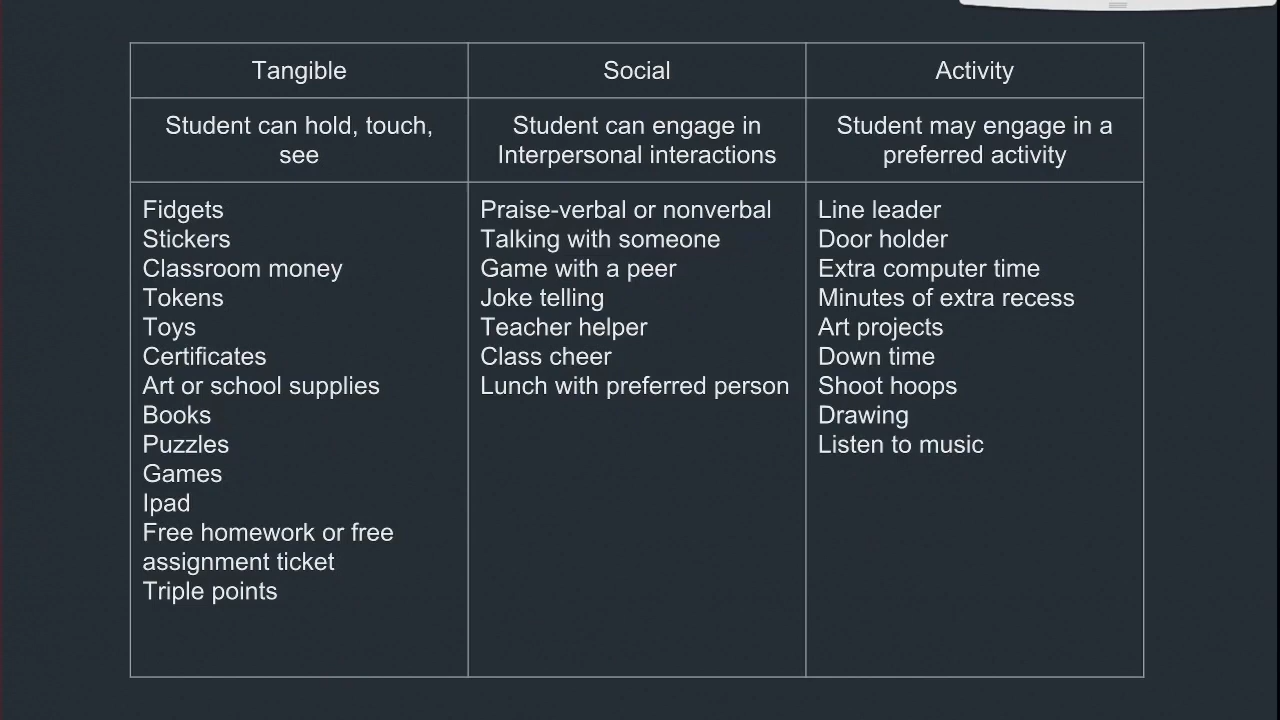 Tangible
Social
Activity
Student can hold, touch,
see
Student can engage in
Interpersonal interactions
Student may engage in a
preferred activity
Fidgets
Stickers
Classroom money
Tokens
Toys
Certificates
Art or school supplies
Books
Puzzles
Games
Ipad
Free homework or free
assignment ticket
Triple points
Praise-verbal or nonverbal
Talking with someone
Game with a peer
Joke telling
Teacher helper
Class cheer
Lunch with preferred person
Line leader
Door holder
Extra computer time
Minutes of extra recess
Art projects
Down time
Shoot hoops
Drawing
Listen to music